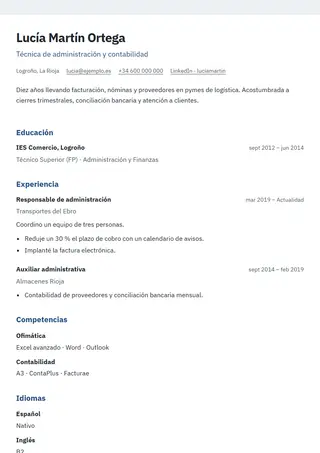 Lucía Martín Ortega
Técnica de administración y contabilidad
Logroño, La Rioja lucia@ejemplo.es +34 600 000 000 LinkedIn · luciamartin
Diez años llevando facturación, nóminas y proveedores en pymes de logística. Acostumbrada a
cierres trimestrales, conciliación bancaria y atención a clientes.
Educación
IES Comercio, Logroño sept 2012 – jun 2014
Técnico Superior (FP) · Administración y Finanzas
Experiencia
Responsable de administración mar 2019 – Actualidad
Transportes del Ebro
Coordino un equipo de tres personas.
• Reduje un 30 % el plazo de cobro con un calendario de avisos.
• Implanté la factura electrónica.
Auxiliar administrativa sept 2014 – feb 2019
Almacenes Rioja
• Contabilidad de proveedores y conciliación bancaria mensual.
Competencias
Ofimática
Excel avanzado · Word · Outlook
Contabilidad
A3 · ContaPlus · Facturae
Idiomas
Español
Nativo
Inglés
B2